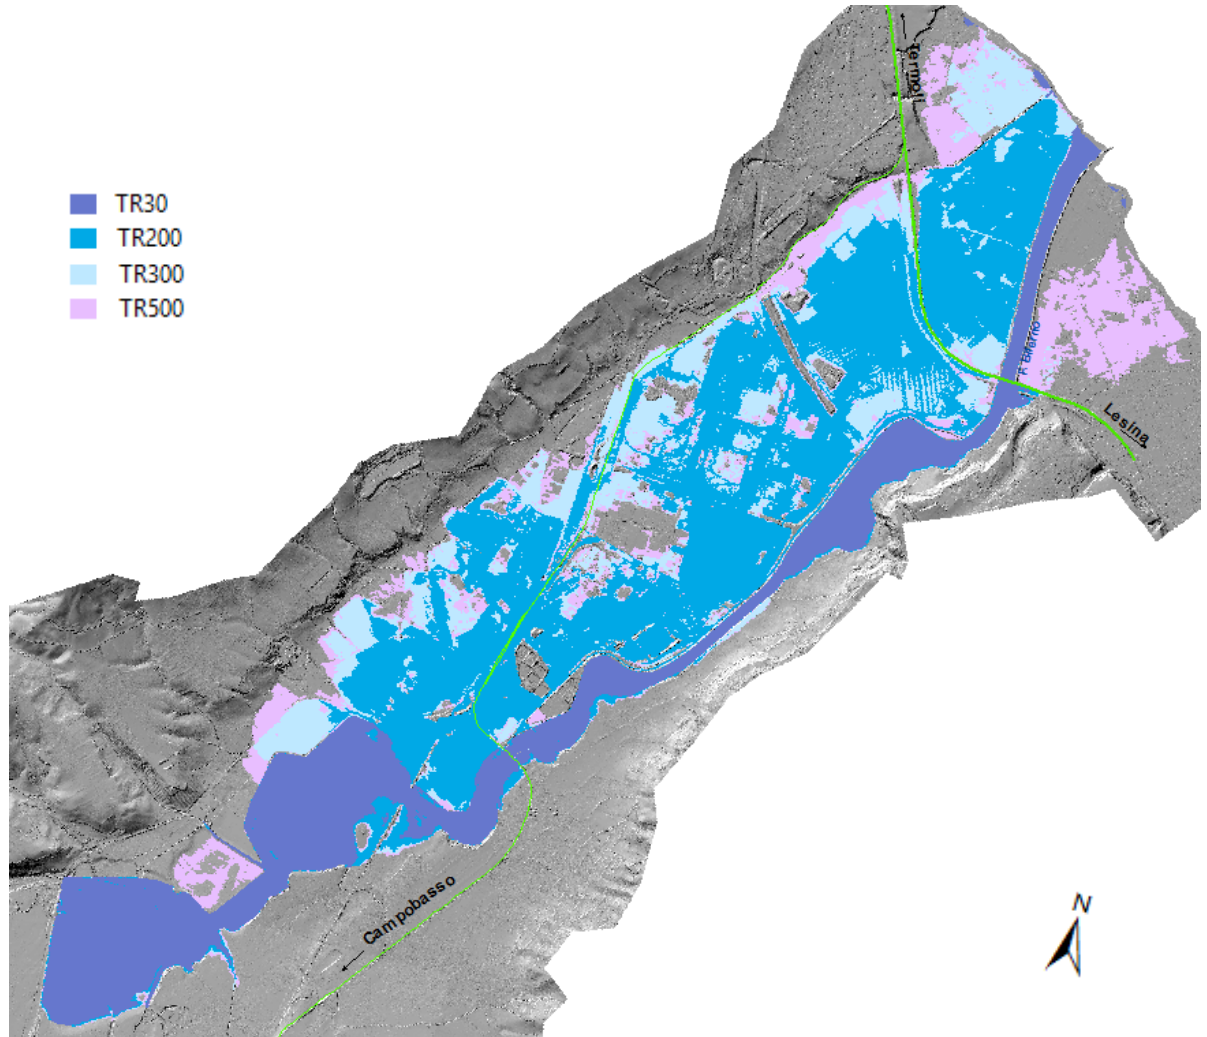 Termoli
TR30
TR200
TR300
TR500
F. Biferno
Lesina
Campobasso
N